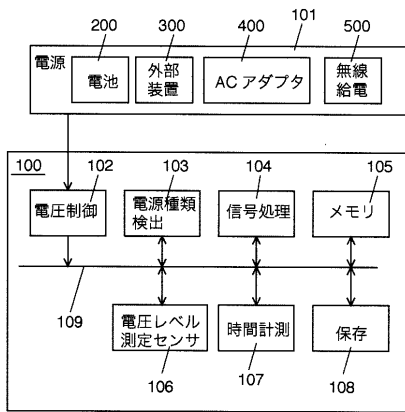 200
300
400
101
500
電源
電池
外部
装置
ACアダプタ
無線
給電
100
102
103
104
105
電圧制御
電源種類
検出
信号処理
メモリ
109
電圧レベル
測定センサ
時間計測
保存
106
107
108